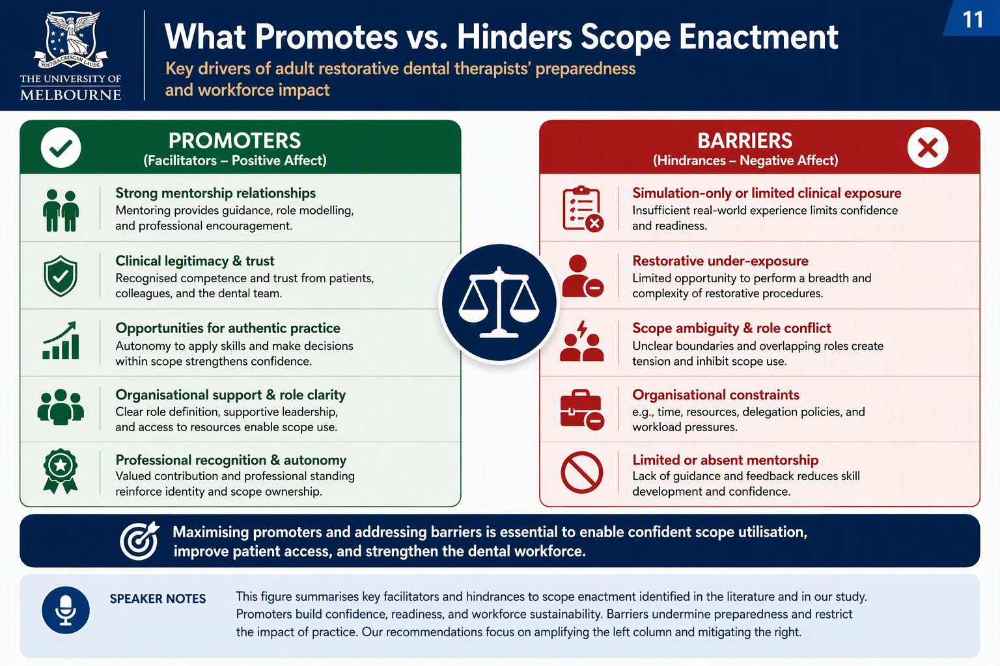 11
POSTERA CRESCAM LAUDE
THE UNIVERSITY OF
MELBOURNE
What Promotes vs. Hinders Scope Enactment
Key drivers of adult restorative dental therapists’ preparedness
and workforce impact
PROMOTERS
(Facilitators – Positive Affect)
Strong mentorship relationships
Mentoring provides guidance, role modelling,
and professional encouragement.
Clinical legitimacy & trust
Recognised competence and trust from patients,
colleagues, and the dental team.
Opportunities for authentic practice
Autonomy to apply skills and make decisions
within scope strengthens confidence.
Organisational support & role clarity
Clear role definition, supportive leadership,
and access to resources enable scope use.
Professional recognition & autonomy
Valued contribution and professional standing
reinforce identity and scope ownership.
BARRIERS
(Hindrances – Negative Affect)
Simulation-only or limited clinical exposure
Insufficient real-world experience limits confidence
and readiness.
Restorative under-exposure
Limited opportunity to perform a breadth and
complexity of restorative procedures.
Scope ambiguity & role conflict
Unclear boundaries and overlapping roles create
tension and inhibit scope use.
Organisational constraints
e.g., time, resources, delegation policies, and
workload pressures.
Limited or absent mentorship
Lack of guidance and feedback reduces skill
development and confidence.
Maximising promoters and addressing barriers is essential to enable confident scope utilisation,
improve patient access, and strengthen the dental workforce.
SPEAKER NOTES
This figure summarises key facilitators and hindrances to scope enactment identified in the literature and in our study.
Promoters build confidence, readiness, and workforce sustainability. Barriers undermine preparedness and restrict
the impact of practice. Our recommendations focus on amplifying the left column and mitigating the right.